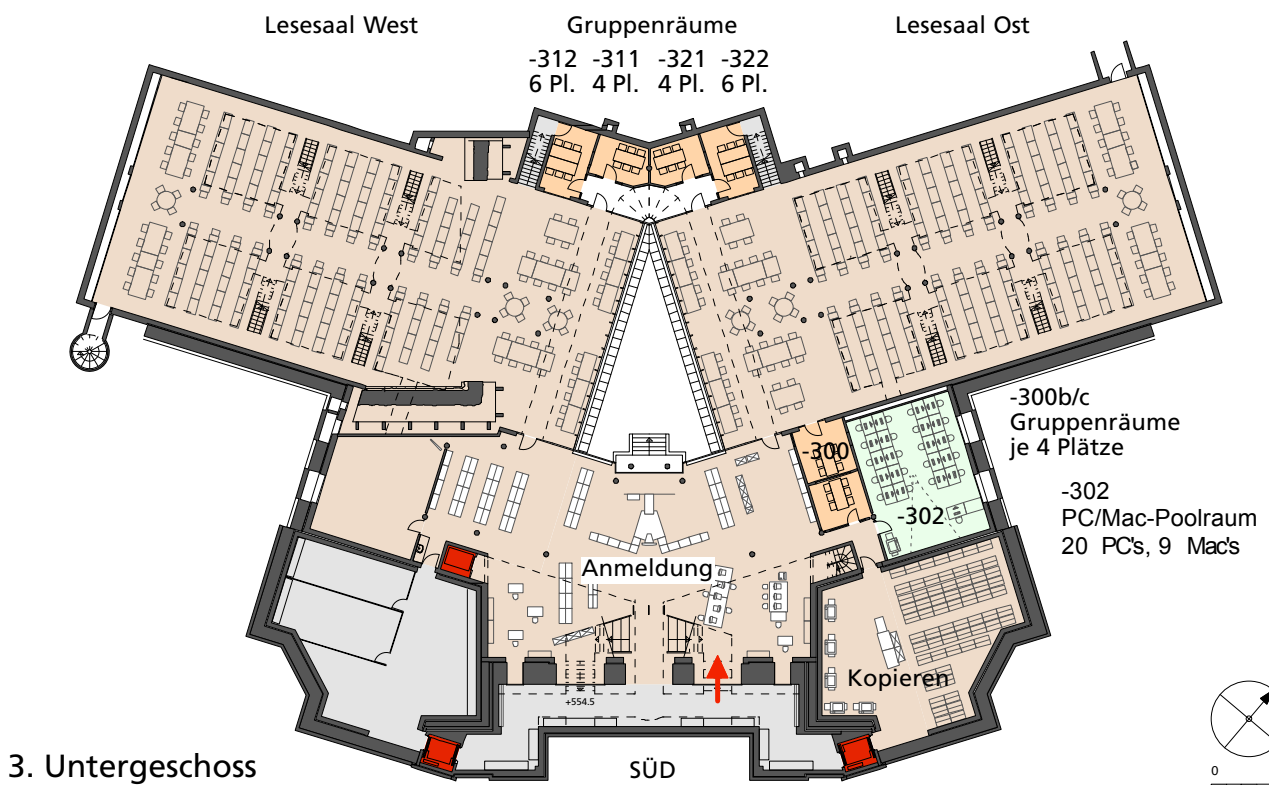 Lesesaal West
Gruppenräume
Lesesaal Ost
-312 -311 -321 -322
6 Pl. 4 Pl. 4 Pl. 6 Pl.
-300b/c
Gruppenräume
je 4 Plätze
-300
-302
-302
PC/Mac-Poolraum
20 PC's, 9 Mac's
Anmeldung
Kopieren
+554.5
3. Untergeschoss
SÜD
0